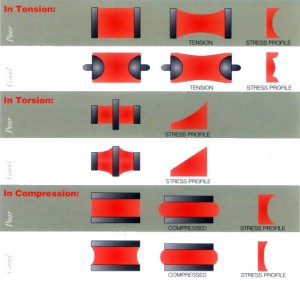 In Tension:
Poor
TENSION STRESS PROFILE
Good
TENSION STRESS PROFILE
In Torsion:
Poor
STRESS PROFILE
Good
STRESS PROFILE
In Compression:
Poor
COMPRESSED STRESS PROFILE
Good
COMPRESSED STRESS PROFILE